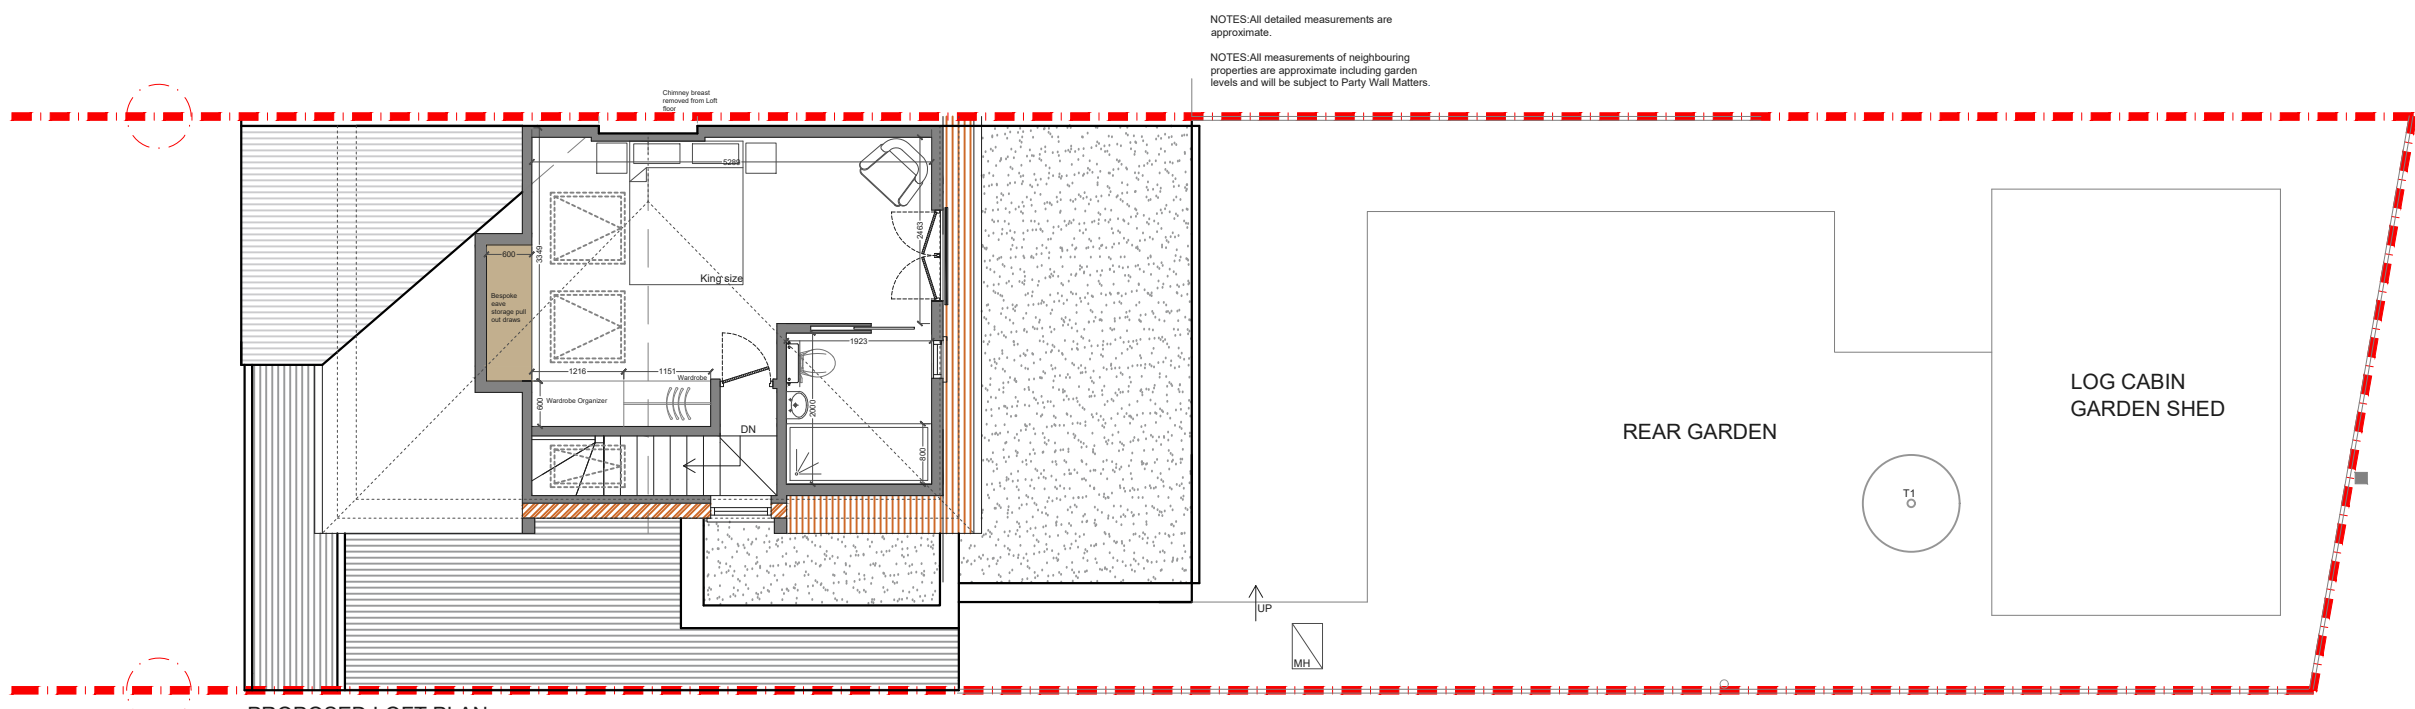 NOTES:All detailed measurements are
approximate.
NOTES:All measurements of neighbouring
properties are approximate including garden
levels and will be subject to Party Wall Matters.
Chimney breast
removed from Loft
floor
5289
2463
3349
600
King size
Bespoke
eave
storage pull
out draws
1923
1216
1151
Wardrobe
Wardrobe Organizer
600
2000
DN
800
LOG CABIN
GARDEN SHED
REAR GARDEN
T1
UP
MH
PROPOSED LOFT PLAN